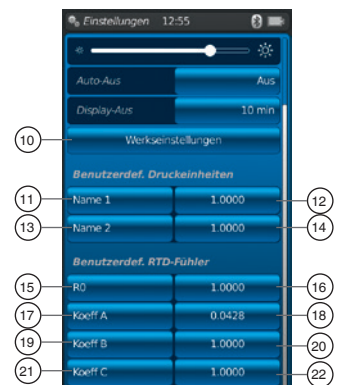 Einstellungen 12:55
Auto-Aus Aus
Display-Aus 10 min
10 Werkseinstellungen
Benutzerdef. Druckeinheiten
11 Name 1 1.0000 12
13 Name 2 1.0000 14
Benutzerdef. RTD-Fühler
15 R0 1.0000 16
17 Koeff A 0.0428 18
19 Koeff B 1.0000 20
21 Koeff C 1.0000 22